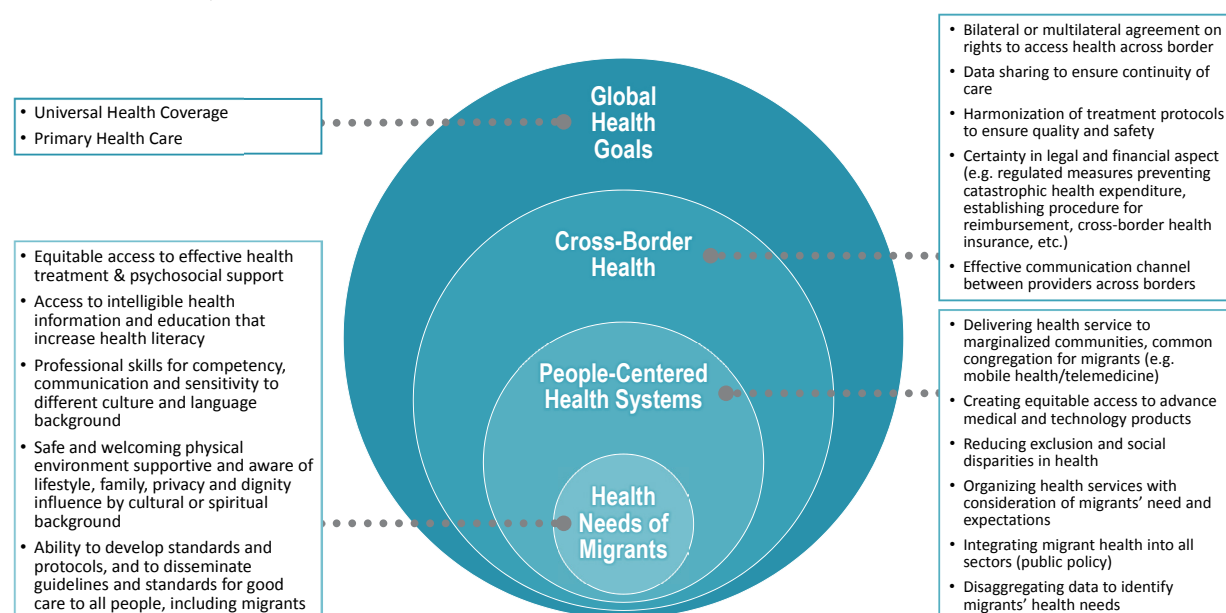 Global
Health
Goals
Cross-Border
Health
People-Centered
Health Systems
Health
Needs of
Migrants
• Universal Health Coverage
• Primary Health Care
• Equitable access to effective health
treatment & psychosocial support
• Access to intelligible health
information and education that
increase health literacy
• Professional skills for competency,
communication and sensitivity to
different culture and language
background
• Safe and welcoming physical
environment supportive and aware of
lifestyle, family, privacy and dignity
influence by cultural or spiritual
background
• Ability to develop standards and
protocols, and to disseminate
guidelines and standards for good
care to all people, including migrants
• Bilateral or multilateral agreement on
rights to access health across border
• Data sharing to ensure continuity of
care
• Harmonization of treatment protocols
to ensure quality and safety
• Certainty in legal and financial aspect
(e.g. regulated measures preventing
catastrophic health expenditure,
establishing procedure for
reimbursement, cross-border health
insurance, etc.)
• Effective communication channel
between providers across borders
• Delivering health service to
marginalized communities, common
congregation for migrants (e.g.
mobile health/telemedicine)
• Creating equitable access to advance
medical and technology products
• Reducing exclusion and social
disparities in health
• Organizing health services with
consideration of migrants' need and
expectations
• Integrating migrant health into all
sectors (public policy)
• Disaggregating data to identify
migrants' health needs